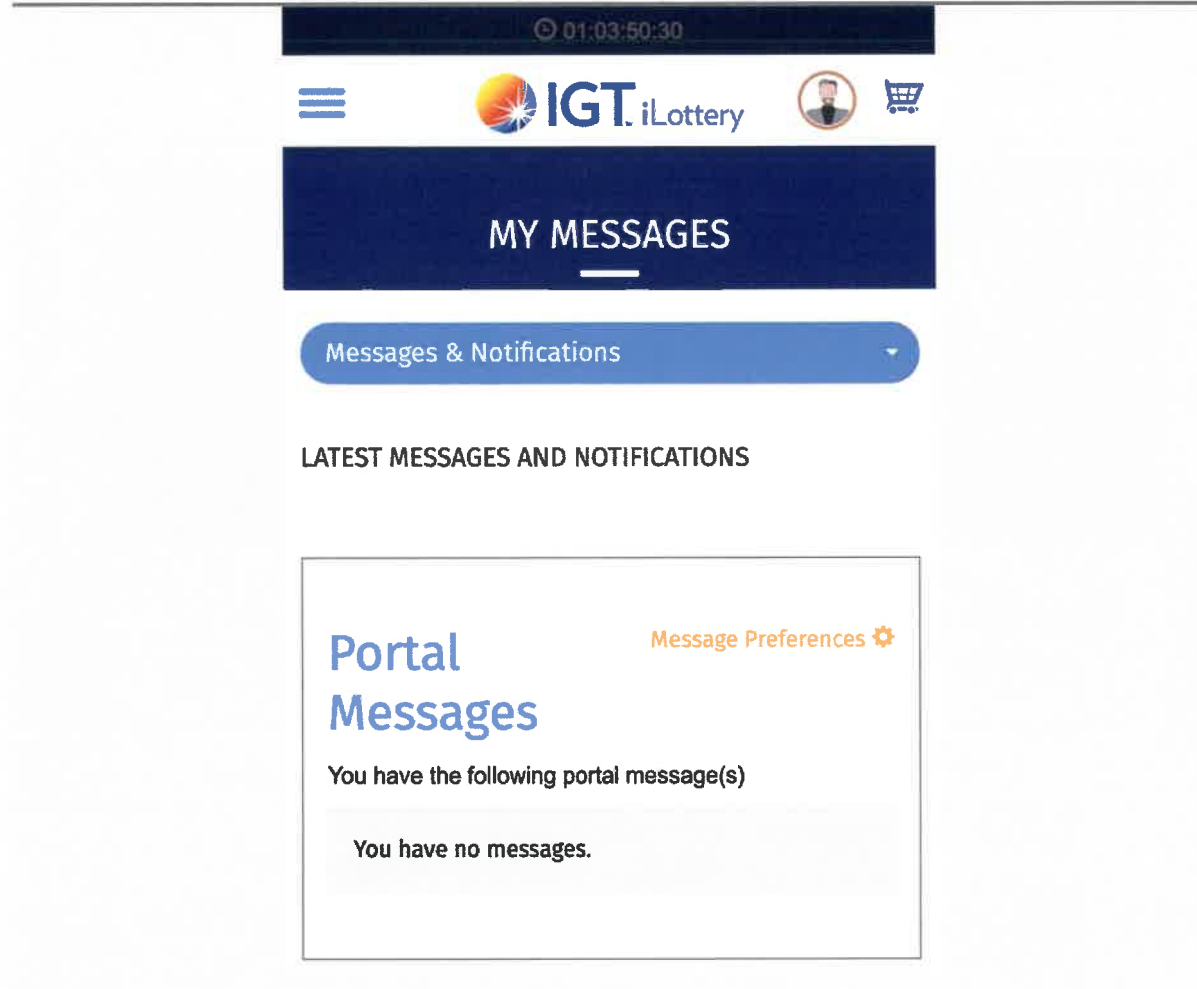 01:03:50:30
IGT iLottery
MY MESSAGES
Messages & Notifications
LATEST MESSAGES AND NOTIFICATIONS
Portal
Messages
Message Preferences
You have the following portal message(s)
You have no messages.